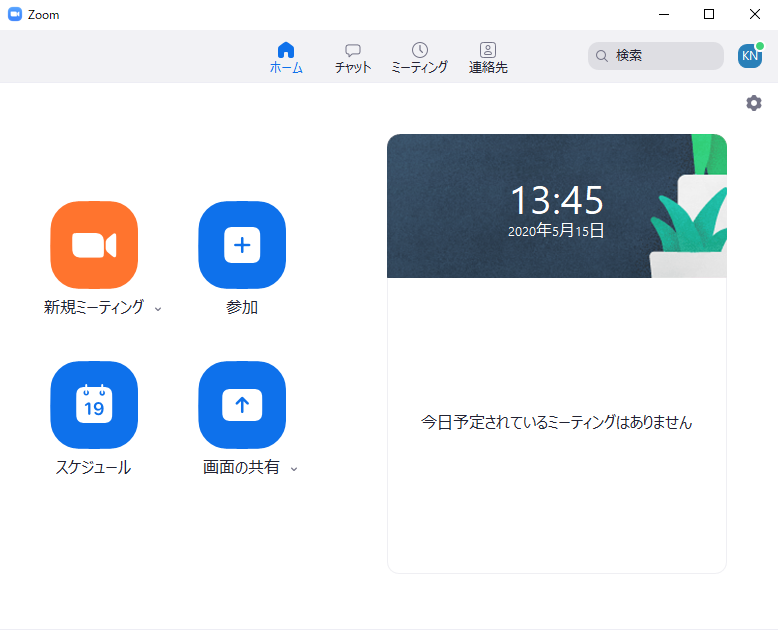 Zoom
ホーム
チャット
ミーティング
連絡先
検索
KN
13:45
2020年5月15日
新規ミーティング
参加
19
スケジュール
画面の共有
今日予定されているミーティングはありません